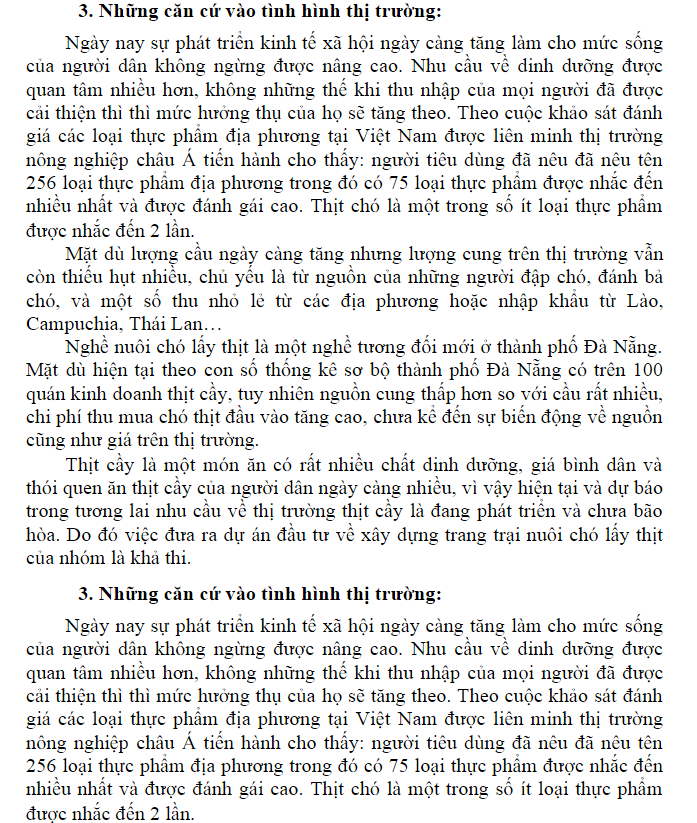 3. Những căn cứ vào tình hình thị trường:
Ngày nay sự phát triển kinh tế xã hội ngày càng tăng làm cho mức sống
của người dân không ngừng được nâng cao. Nhu cầu về dinh dưỡng được
quan tâm nhiều hơn, không những thế khi thu nhập của mọi người đã được
cải thiện thì thì mức hưởng thụ của họ sẽ tăng theo. Theo cuộc khảo sát đánh
giá các loại thực phẩm địa phương tại Việt Nam được liên minh thị trường
nông nghiệp châu Á tiến hành cho thấy: người tiêu dùng đã nêu đã nêu tên
256 loại thực phẩm địa phương trong đó có 75 loại thực phẩm được nhắc đến
nhiều nhất và được đánh gái cao. Thịt chó là một trong số ít loại thực phẩm
được nhắc đến 2 lần.
Mặt dù lượng cầu ngày càng tăng nhưng lượng cung trên thị trường vẫn
còn thiếu hụt nhiều, chủ yếu là từ nguồn của những người đập chó, đánh bả
chó, và một số thu nhỏ lẻ từ các địa phương hoặc nhập khẩu từ Lào,
Campuchia, Thái Lan…
Nghề nuôi chó lấy thịt là một nghề tương đối mới ở thành phố Đà Nẵng.
Mặt dù hiện tại theo con số thống kê sơ bộ thành phố Đà Nẵng có trên 100
quán kinh doanh thịt cầy, tuy nhiên nguồn cung thấp hơn so với cầu rất nhiều,
chi phí thu mua chó thịt đầu vào tăng cao, chưa kể đến sự biến động về nguồn
cũng như giá trên thị trường.
Thịt cầy là một món ăn có rất nhiều chất dinh dưỡng, giá bình dân và
thói quen ăn thịt cầy của người dân ngày càng nhiều, vì vậy hiện tại và dự báo
trong tương lai nhu cầu về thị trường thịt cầy là đang phát triển và chưa bão
hòa. Do đó việc đưa ra dự án đầu tư về xây dựng trang trại nuôi chó lấy thịt
của nhóm là khả thi.
3. Những căn cứ vào tình hình thị trường:
Ngày nay sự phát triển kinh tế xã hội ngày càng tăng làm cho mức sống
của người dân không ngừng được nâng cao. Nhu cầu về dinh dưỡng được
quan tâm nhiều hơn, không những thế khi thu nhập của mọi người đã được
cải thiện thì thì mức hưởng thụ của họ sẽ tăng theo. Theo cuộc khảo sát đánh
giá các loại thực phẩm địa phương tại Việt Nam được liên minh thị trường
nông nghiệp châu Á tiến hành cho thấy: người tiêu dùng đã nêu đã nêu tên
256 loại thực phẩm địa phương trong đó có 75 loại thực phẩm được nhắc đến
nhiều nhất và được đánh gái cao. Thịt chó là một trong số ít loại thực phẩm
được nhắc đến 2 lần.